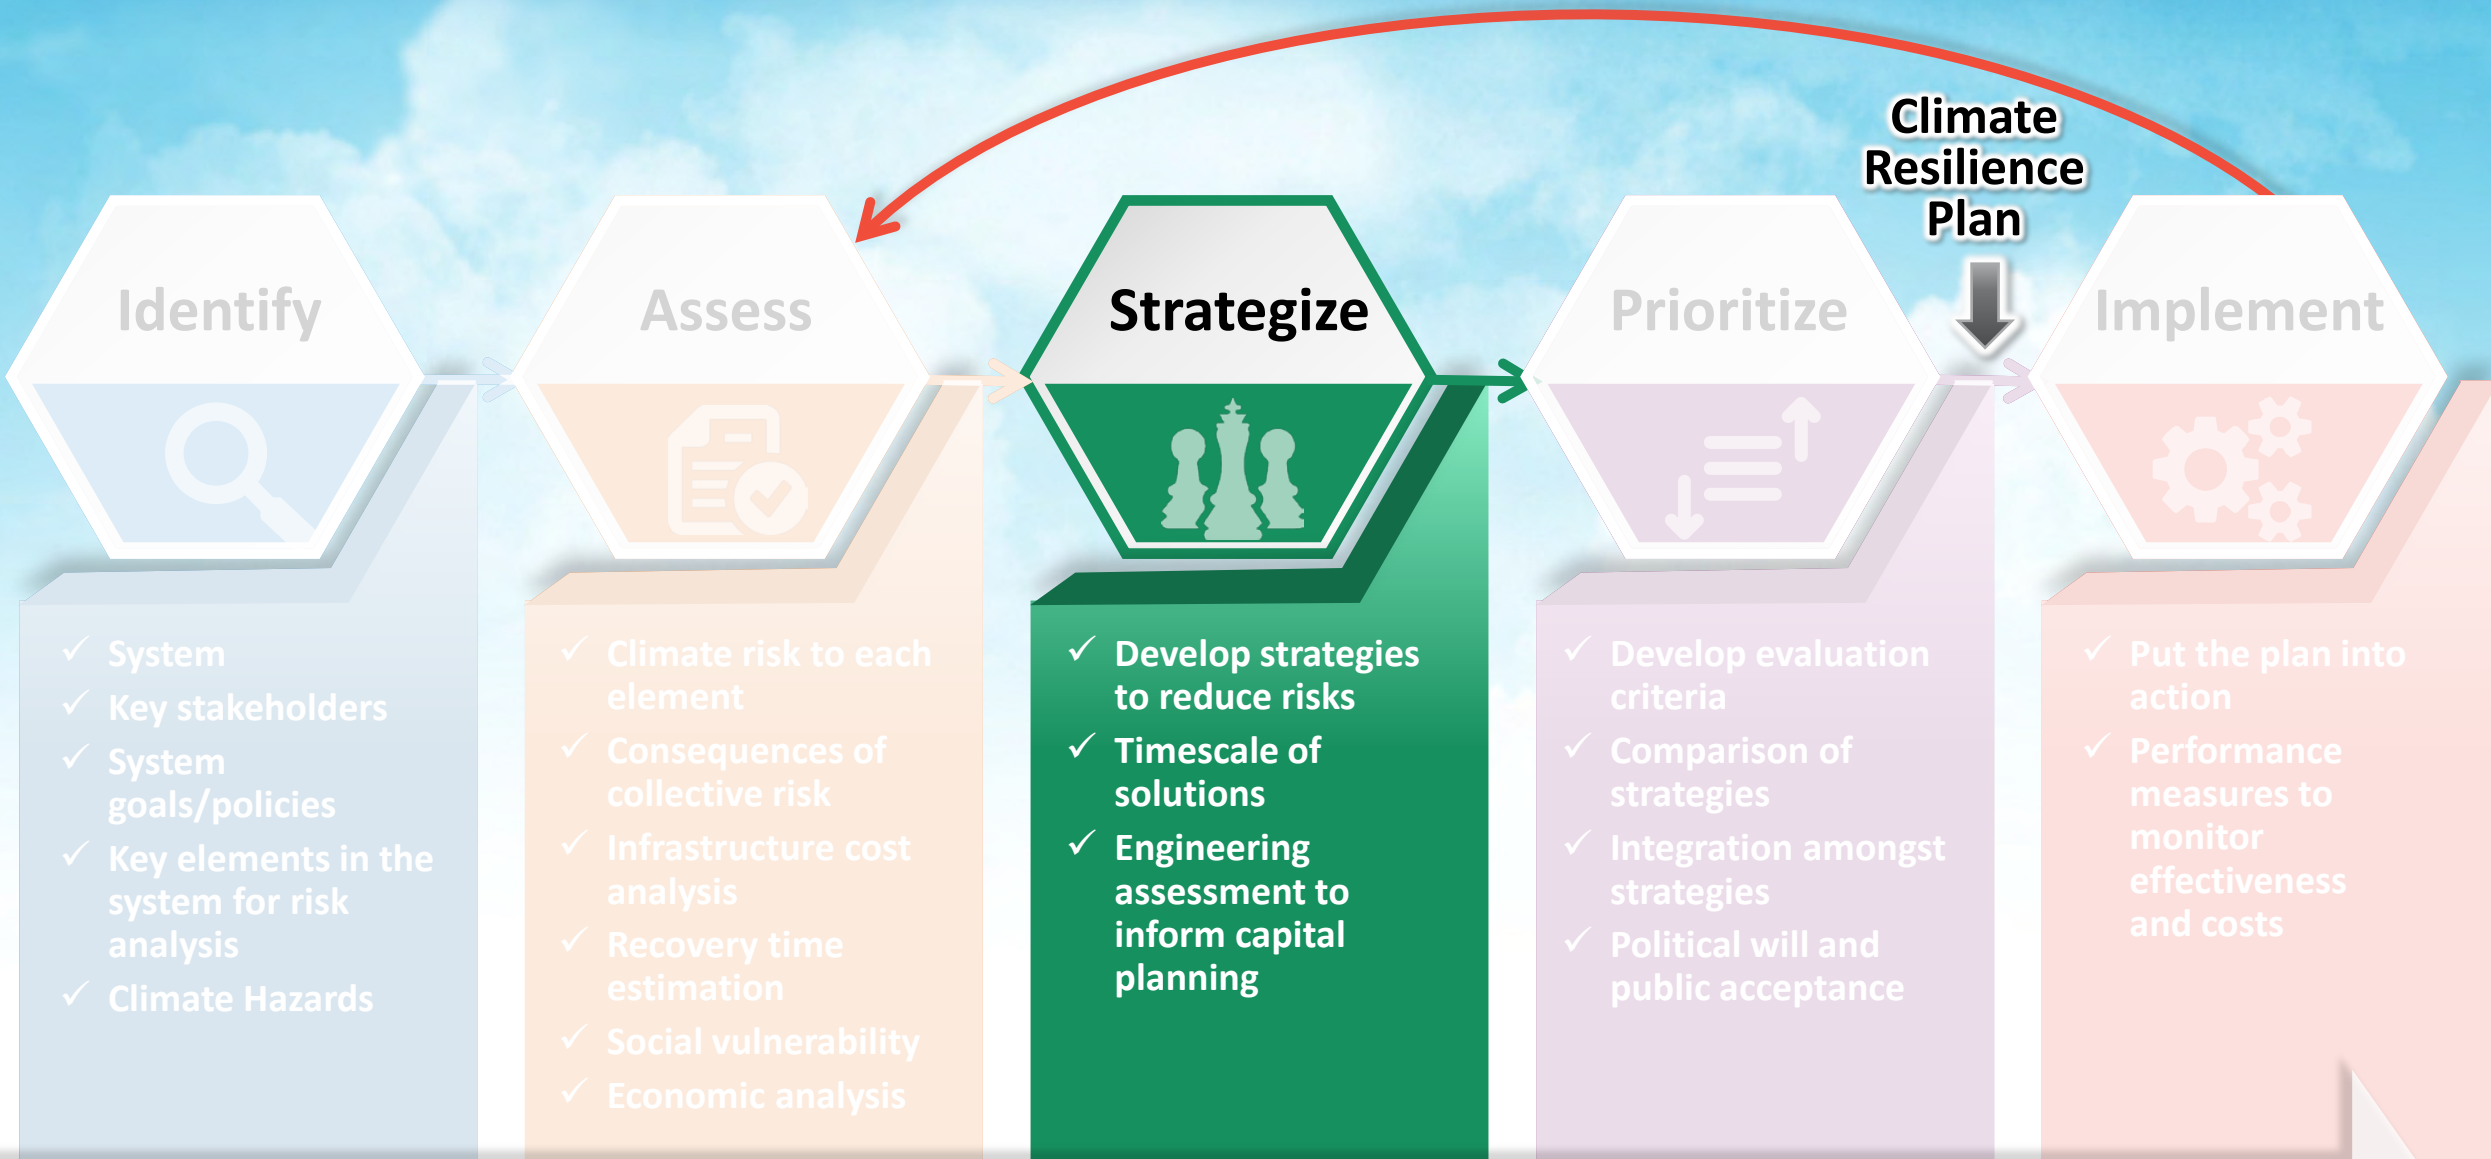 Climate
Resilience
Plan
Identify
✓ System
✓ Key stakeholders
✓ System
goals/policies
✓ Key elements in the
system for risk
analysis
✓ Climate Hazards
Assess
✓ Climate risk to each
element
✓ Consequences of
collective risk
✓ Infrastructure cost
analysis
✓ Recovery time
estimation
✓ Social vulnerability
✓ Economic analysis
Strategize
✓ Develop strategies
to reduce risks
✓ Timescale of
solutions
✓ Engineering
assessment to
inform capital
planning
Prioritize
✓ Develop evaluation
criteria
✓ Comparison of
strategies
✓ Integration amongst
strategies
✓ Political will and
public acceptance
Implement
✓ Put the plan into
action
✓ Performance
measures to
monitor
effectiveness
and costs